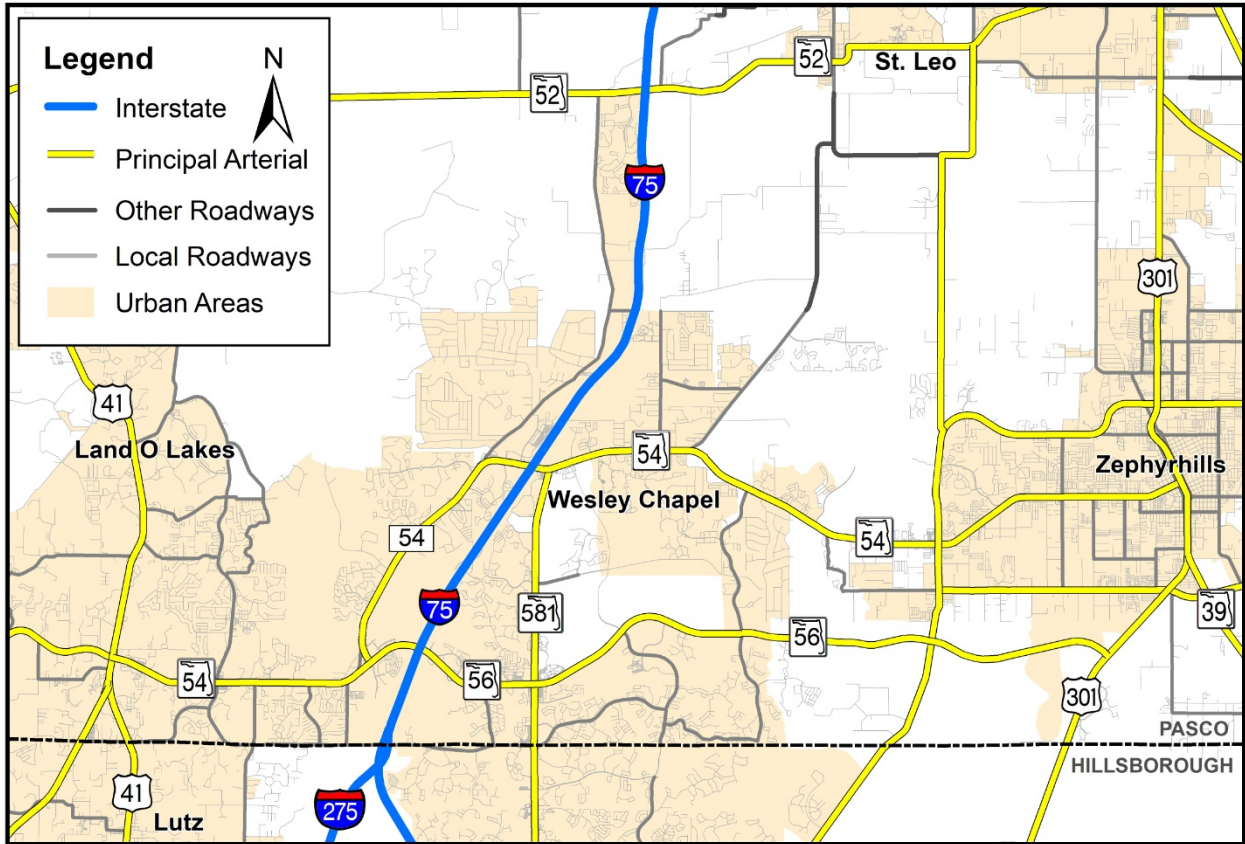 Legend
N
Interstate
Principal Arterial
Other Roadways
Local Roadways
Urban Areas
52
St. Leo
52
75
301
41
Land O Lakes
54
Zephyrhills
Wesley Chapel
54
54
75
581
39
56
54
56
301
PASCO
HILLSBOROUGH
41
275
Lutz